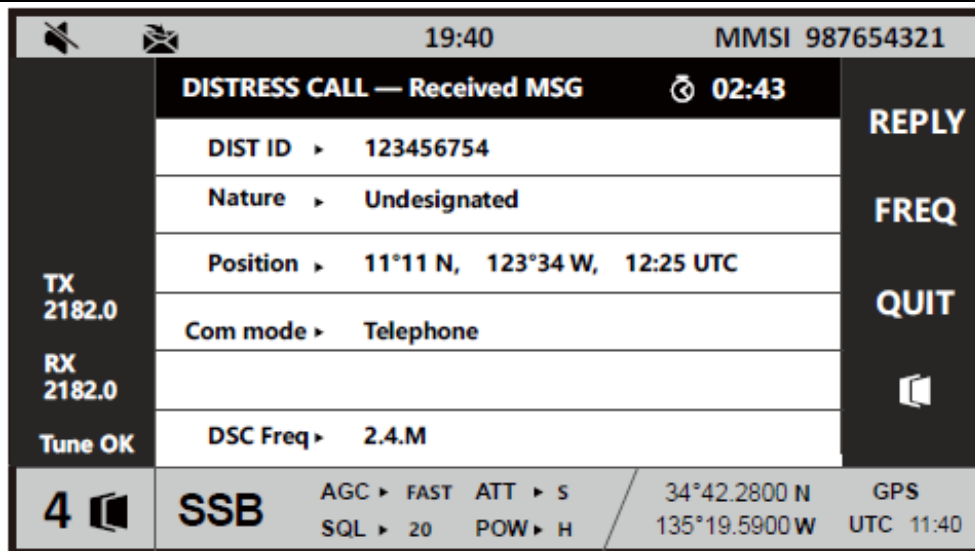 19:40 MMSI 987654321
DISTRESS CALL — Received MSG 02:43
DIST ID ▸ 123456754
Nature ▸ Undesignated
Position ▸ 11°11 N, 123°34 W, 12:25 UTC
Com mode ▸ Telephone
DSC Freq ▸ 2.4.M
TX
2182.0
RX
2182.0
Tune OK
REPLY
FREQ
QUIT
4
SSB
AGC ▸ FAST ATT ▸ S
SQL ▸ 20 POW ▸ H
34°42.2800 N
135°19.5900 W
GPS
UTC 11:40